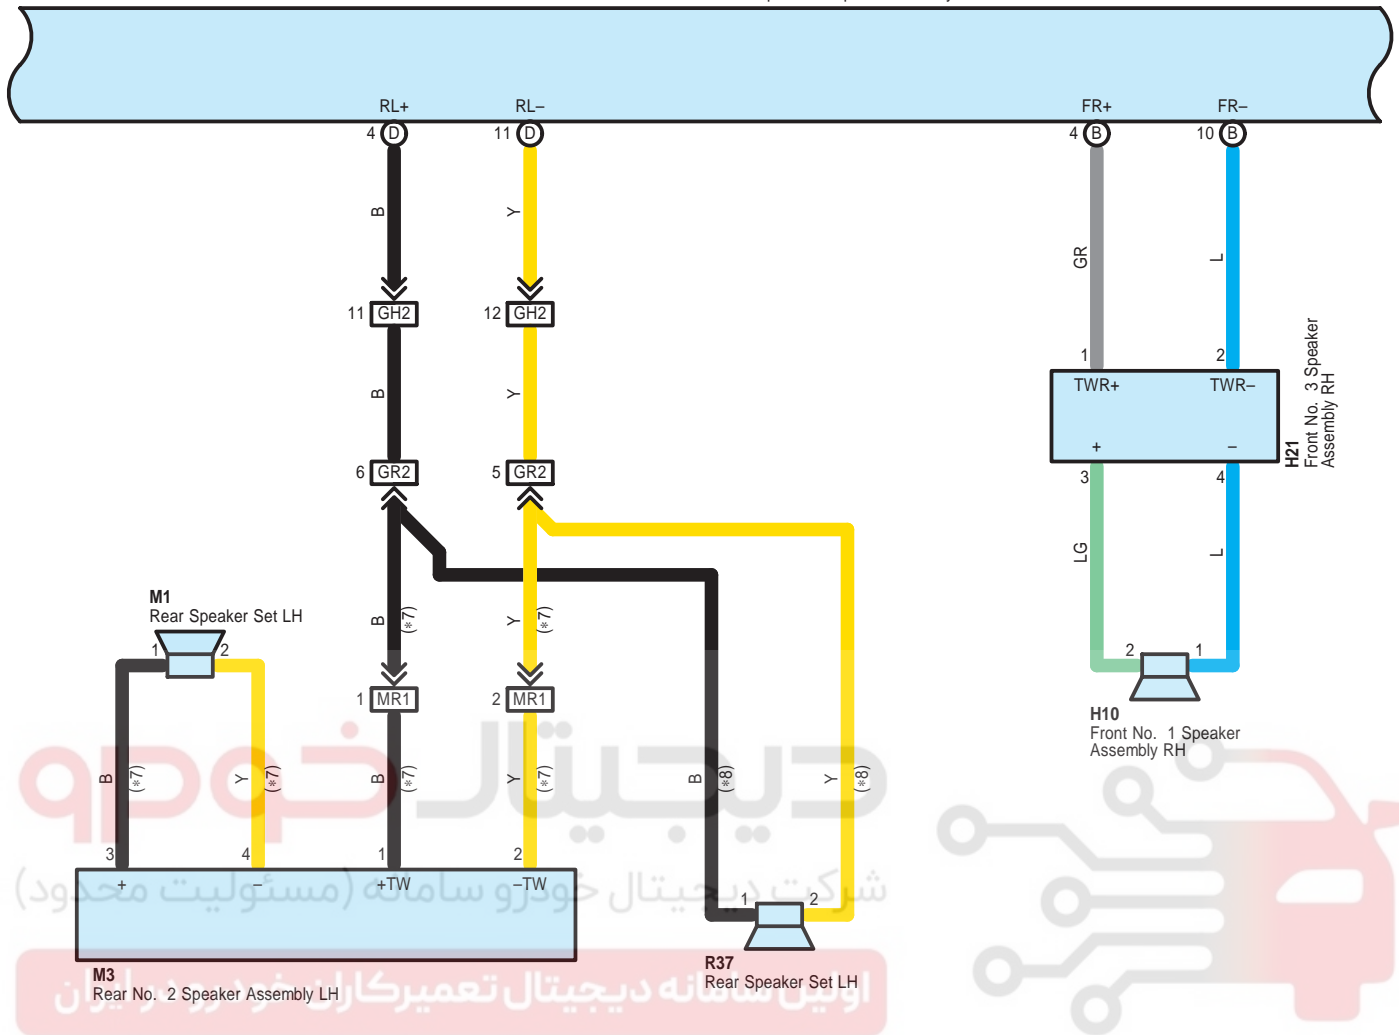 RL+
RL–
FR+
FR–
4 D
11 D
4 B
10 B
B
Y
GR
L
11 GH2
12 GH2
B
Y
1
2
TWR+
TWR–
+
–
H21
Front No. 3 Speaker
Assembly RH
6 GR2
5 GR2
3
4
LG
L
M1
Rear Speaker Set LH
1
2
B
(*7)
Y
(*7)
2
1
1 MR1
2 MR1
H10
Front No. 1 Speaker
Assembly RH
B
(*7)
Y
(*7)
B
(*7)
Y
(*7)
B
(*8)
Y
(*8)
دیجیتال خودرو
3
4
1
2
+
–
+TW
–TW
شرکت دیجیتال خودرو سامانه (مسئولیت محدود)
1
2
M3
Rear No. 2 Speaker Assembly LH
R37
Rear Speaker Set LH
اولین سامانه دیجیتال تعمیرکاران خودرو در ایران